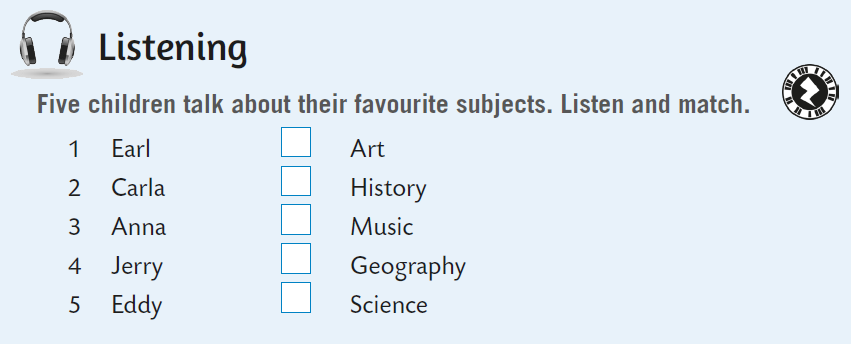 Listening
Five children talk about their favourite subjects. Listen and match.
1 Earl Art
2 Carla History
3 Anna Music
4 Jerry Geography
5 Eddy Science